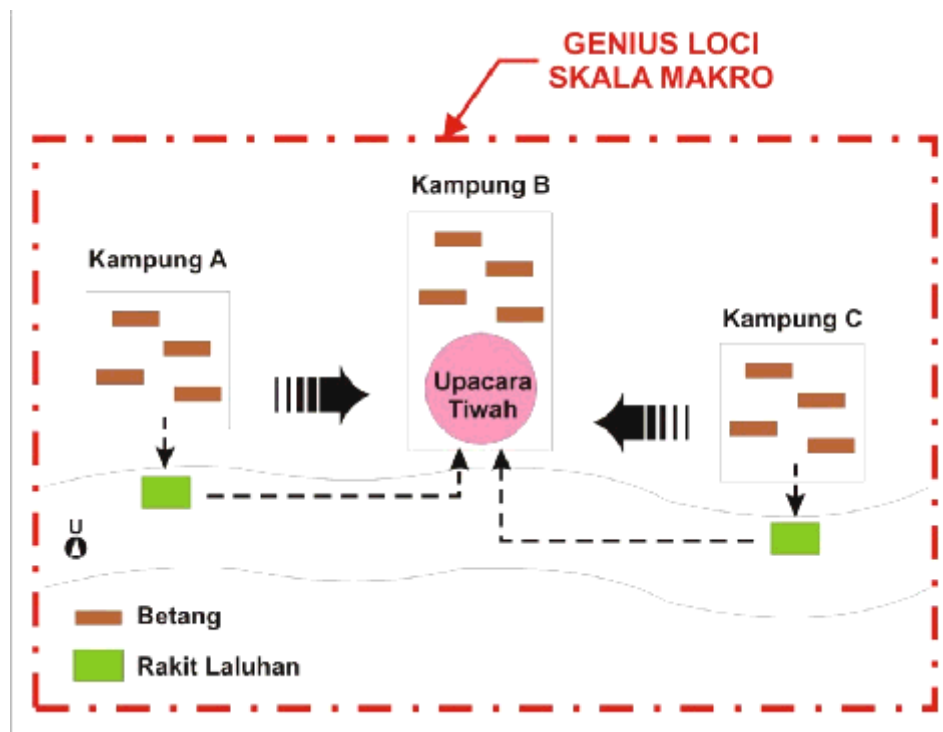 GENIUS LOCI
SKALA MAKRO
Kampung B
Kampung A
Kampung C
Upacara
Tiwah
U
Betang
Rakit Laluhan